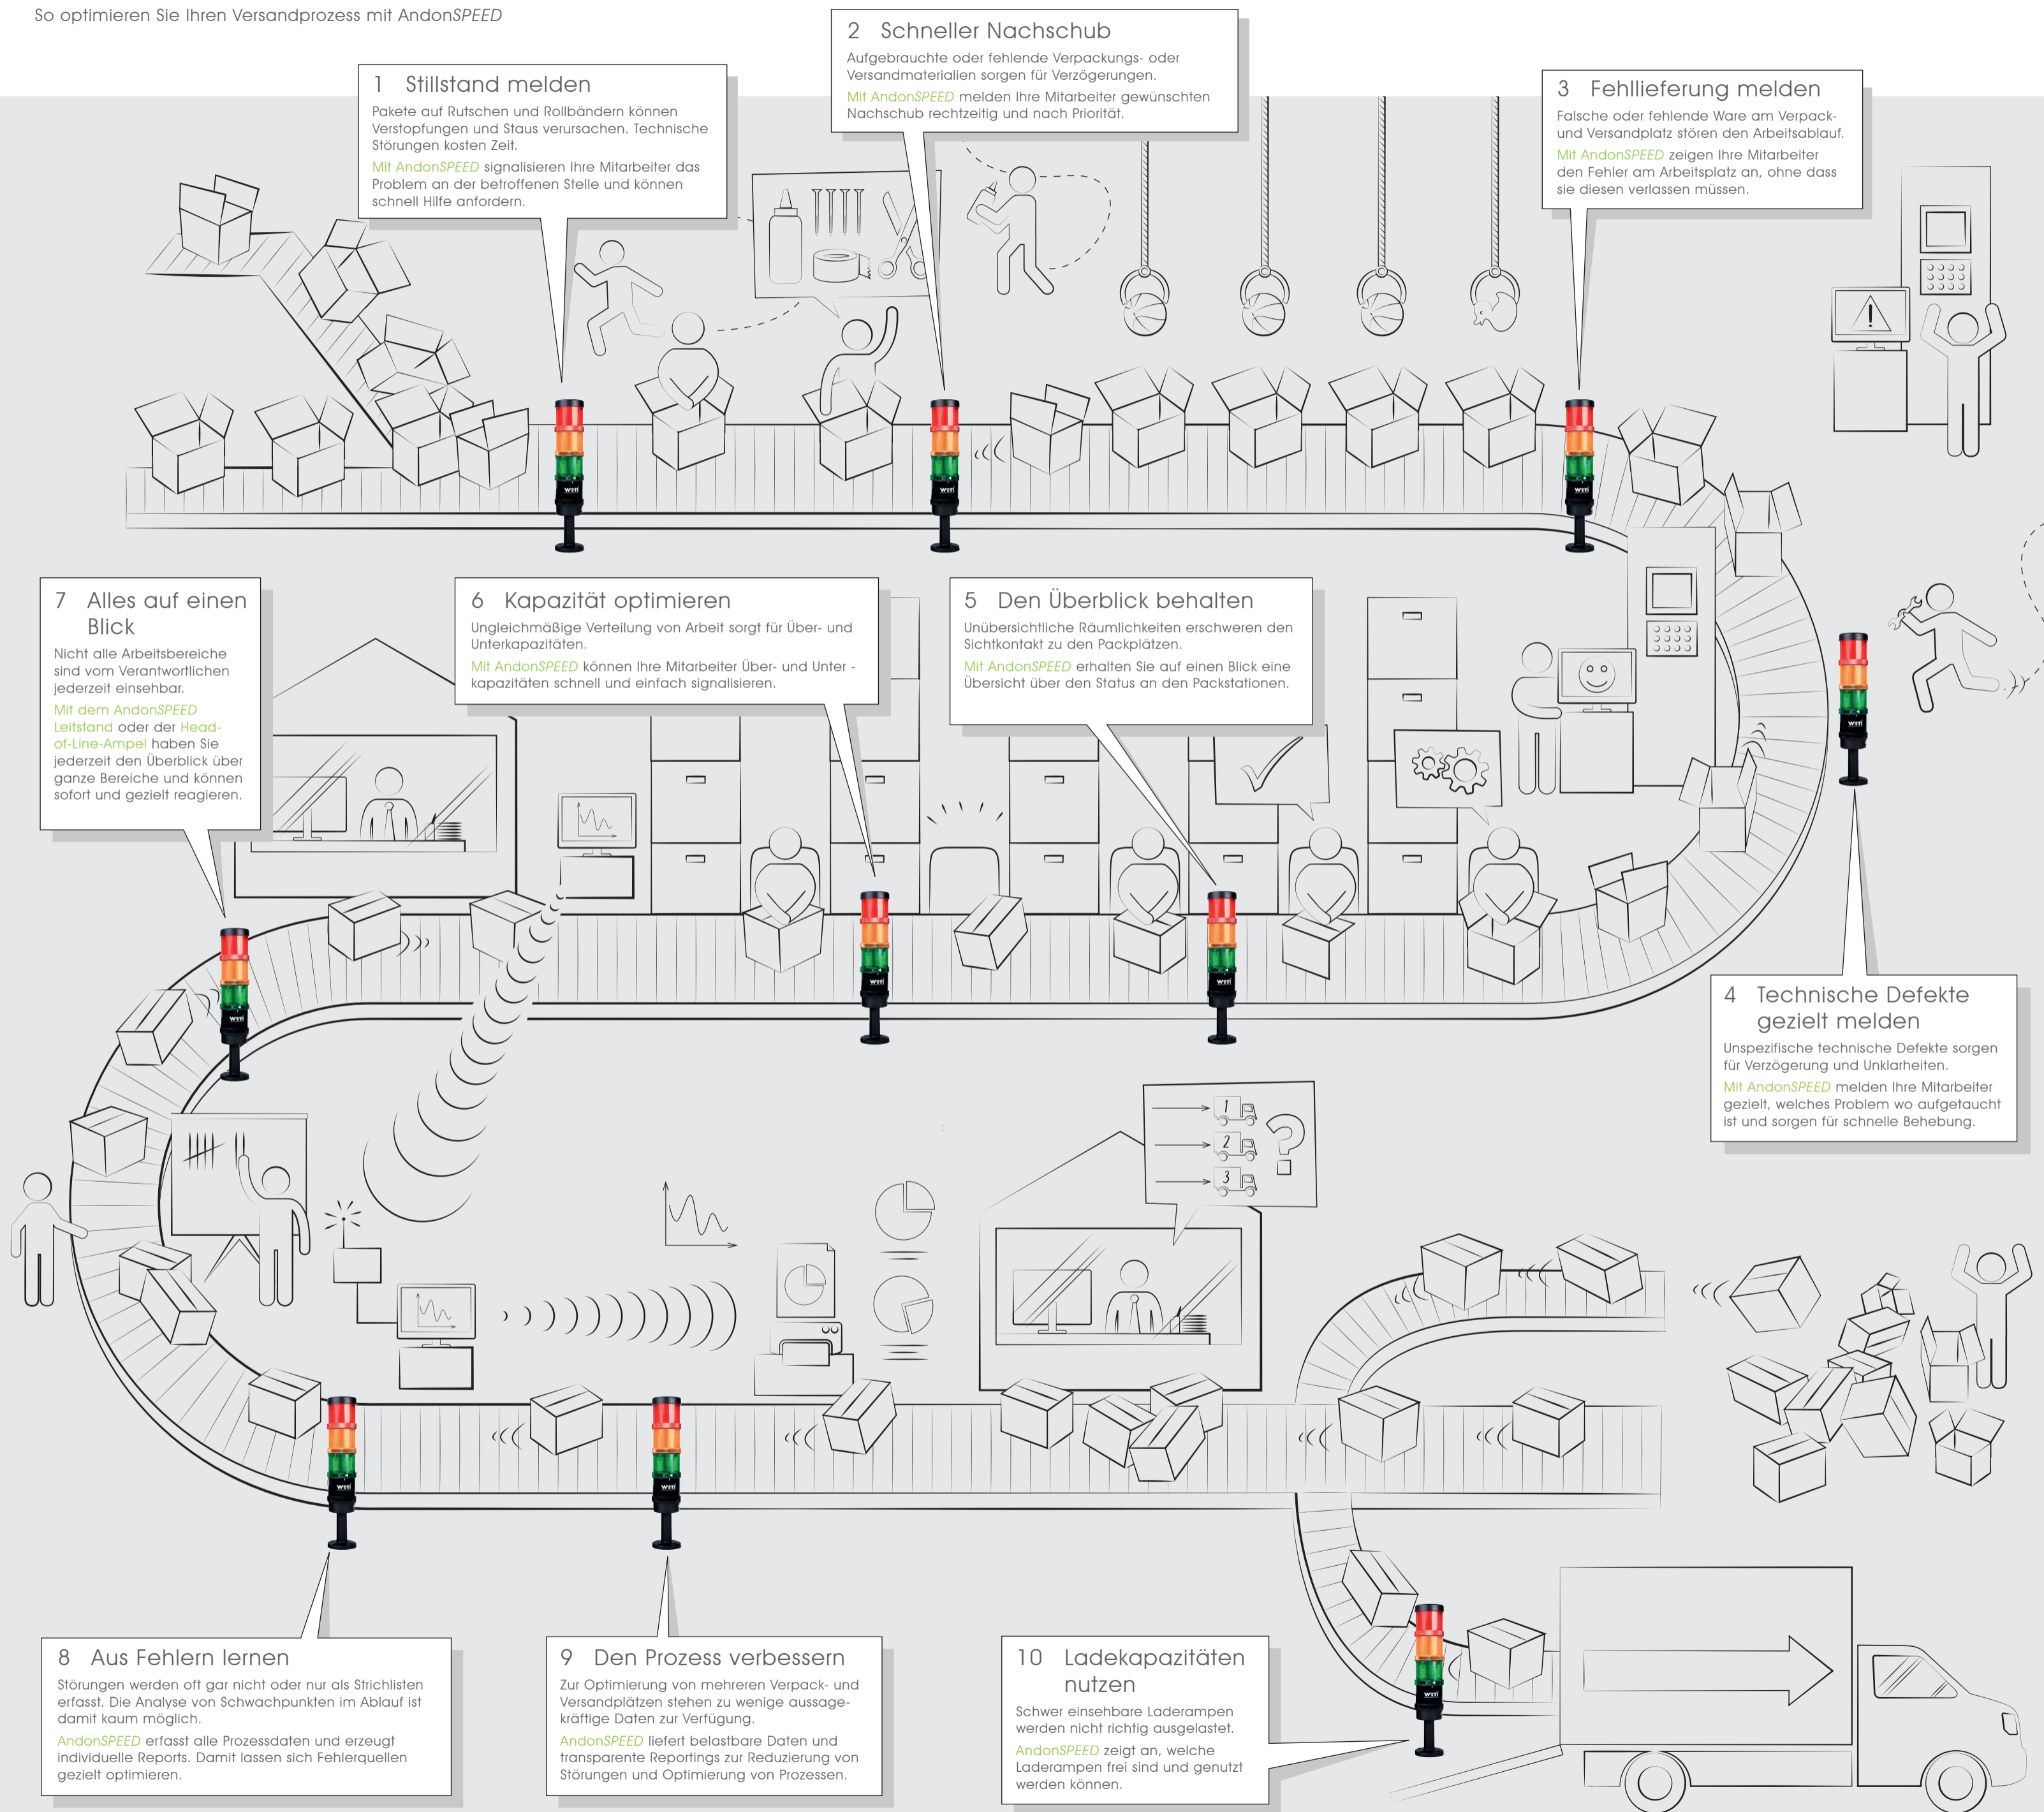 So optimieren Sie Ihren Versandprozess mit AndonSPEED
1 Stillstand melden
Pakete auf Rutschen und Rollbändern können
Verstopfungen und Staus verursachen. Technische
Störungen kosten Zeit.
Mit AndonSPEED signalisieren Ihre Mitarbeiter das
Problem an der betroffenen Stelle und können
schnell Hilfe anfordern.
2 Schneller Nachschub
Aufgebrauchte oder fehlende Verpackungs- oder
Versandmaterialien sorgen für Verzögerungen.
Mit AndonSPEED melden Ihre Mitarbeiter gewünschten
Nachschub rechtzeitig und nach Priorität.
3 Fehllieferung melden
Falsche oder fehlende Ware am Verpack-
und Versandplatz stören den Arbeitsablauf.
Mit AndonSPEED zeigen Ihre Mitarbeiter
den Fehler am Arbeitsplatz an, ohne dass
sie diesen verlassen müssen.
!
werma
werma
werma
7 Alles auf einen
Blick
Nicht alle Arbeitsbereiche
sind vom Verantwortlichen
jederzeit einsehbar.
Mit dem AndonSPEED
Leitstand oder der Head-
of-Line-Ampel haben Sie
jederzeit den Überblick über
ganze Bereiche und können
sofort und gezielt reagieren.
6 Kapazität optimieren
Ungleichmäßige Verteilung von Arbeit sorgt für Über- und
Unterkapazitäten.
Mit AndonSPEED können Ihre Mitarbeiter Über- und Unter -
kapazitäten schnell und einfach signalisieren.
5 Den Überblick behalten
Unübersichtliche Räumlichkeiten erschweren den
Sichtkontakt zu den Packplätzen.
Mit AndonSPEED erhalten Sie auf einen Blick eine
Übersicht über den Status an den Packstationen.
4 Technische Defekte
gezielt melden
Unspezifische technische Defekte sorgen
für Verzögerung und Unklarheiten.
Mit AndonSPEED melden Ihre Mitarbeiter
gezielt, welches Problem wo aufgetaucht
ist und sorgen für schnelle Behebung.
1
2
3
?
8 Aus Fehlern lernen
Störungen werden oft gar nicht oder nur als Strichlisten
erfasst. Die Analyse von Schwachpunkten im Ablauf ist
damit kaum möglich.
AndonSPEED erfasst alle Prozessdaten und erzeugt
individuelle Reports. Damit lassen sich Fehlerquellen
gezielt optimieren.
9 Den Prozess verbessern
Zur Optimierung von mehreren Verpack- und
Versandplätzen stehen zu wenige aussage-
kräftige Daten zur Verfügung.
AndonSPEED liefert belastbare Daten und
transparente Reportings zur Reduzierung von
Störungen und Optimierung von Prozessen.
10 Ladekapazitäten
nutzen
Schwer einsehbare Laderampen
werden nicht richtig ausgelastet.
AndonSPEED zeigt an, welche
Laderampen frei sind und genutzt
werden können.